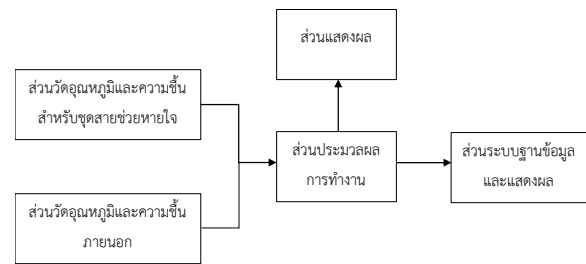 ส่วนแสดงผล
ส่วนวัดอุณหภูมิและความชื้น
สำหรับชุดสายช่วยหายใจ
ส่วนประมวลผล
การทำงาน
ส่วนระบบฐานข้อมูล
และแสดงผล
ส่วนวัดอุณหภูมิและความชื้น
ภายนอก